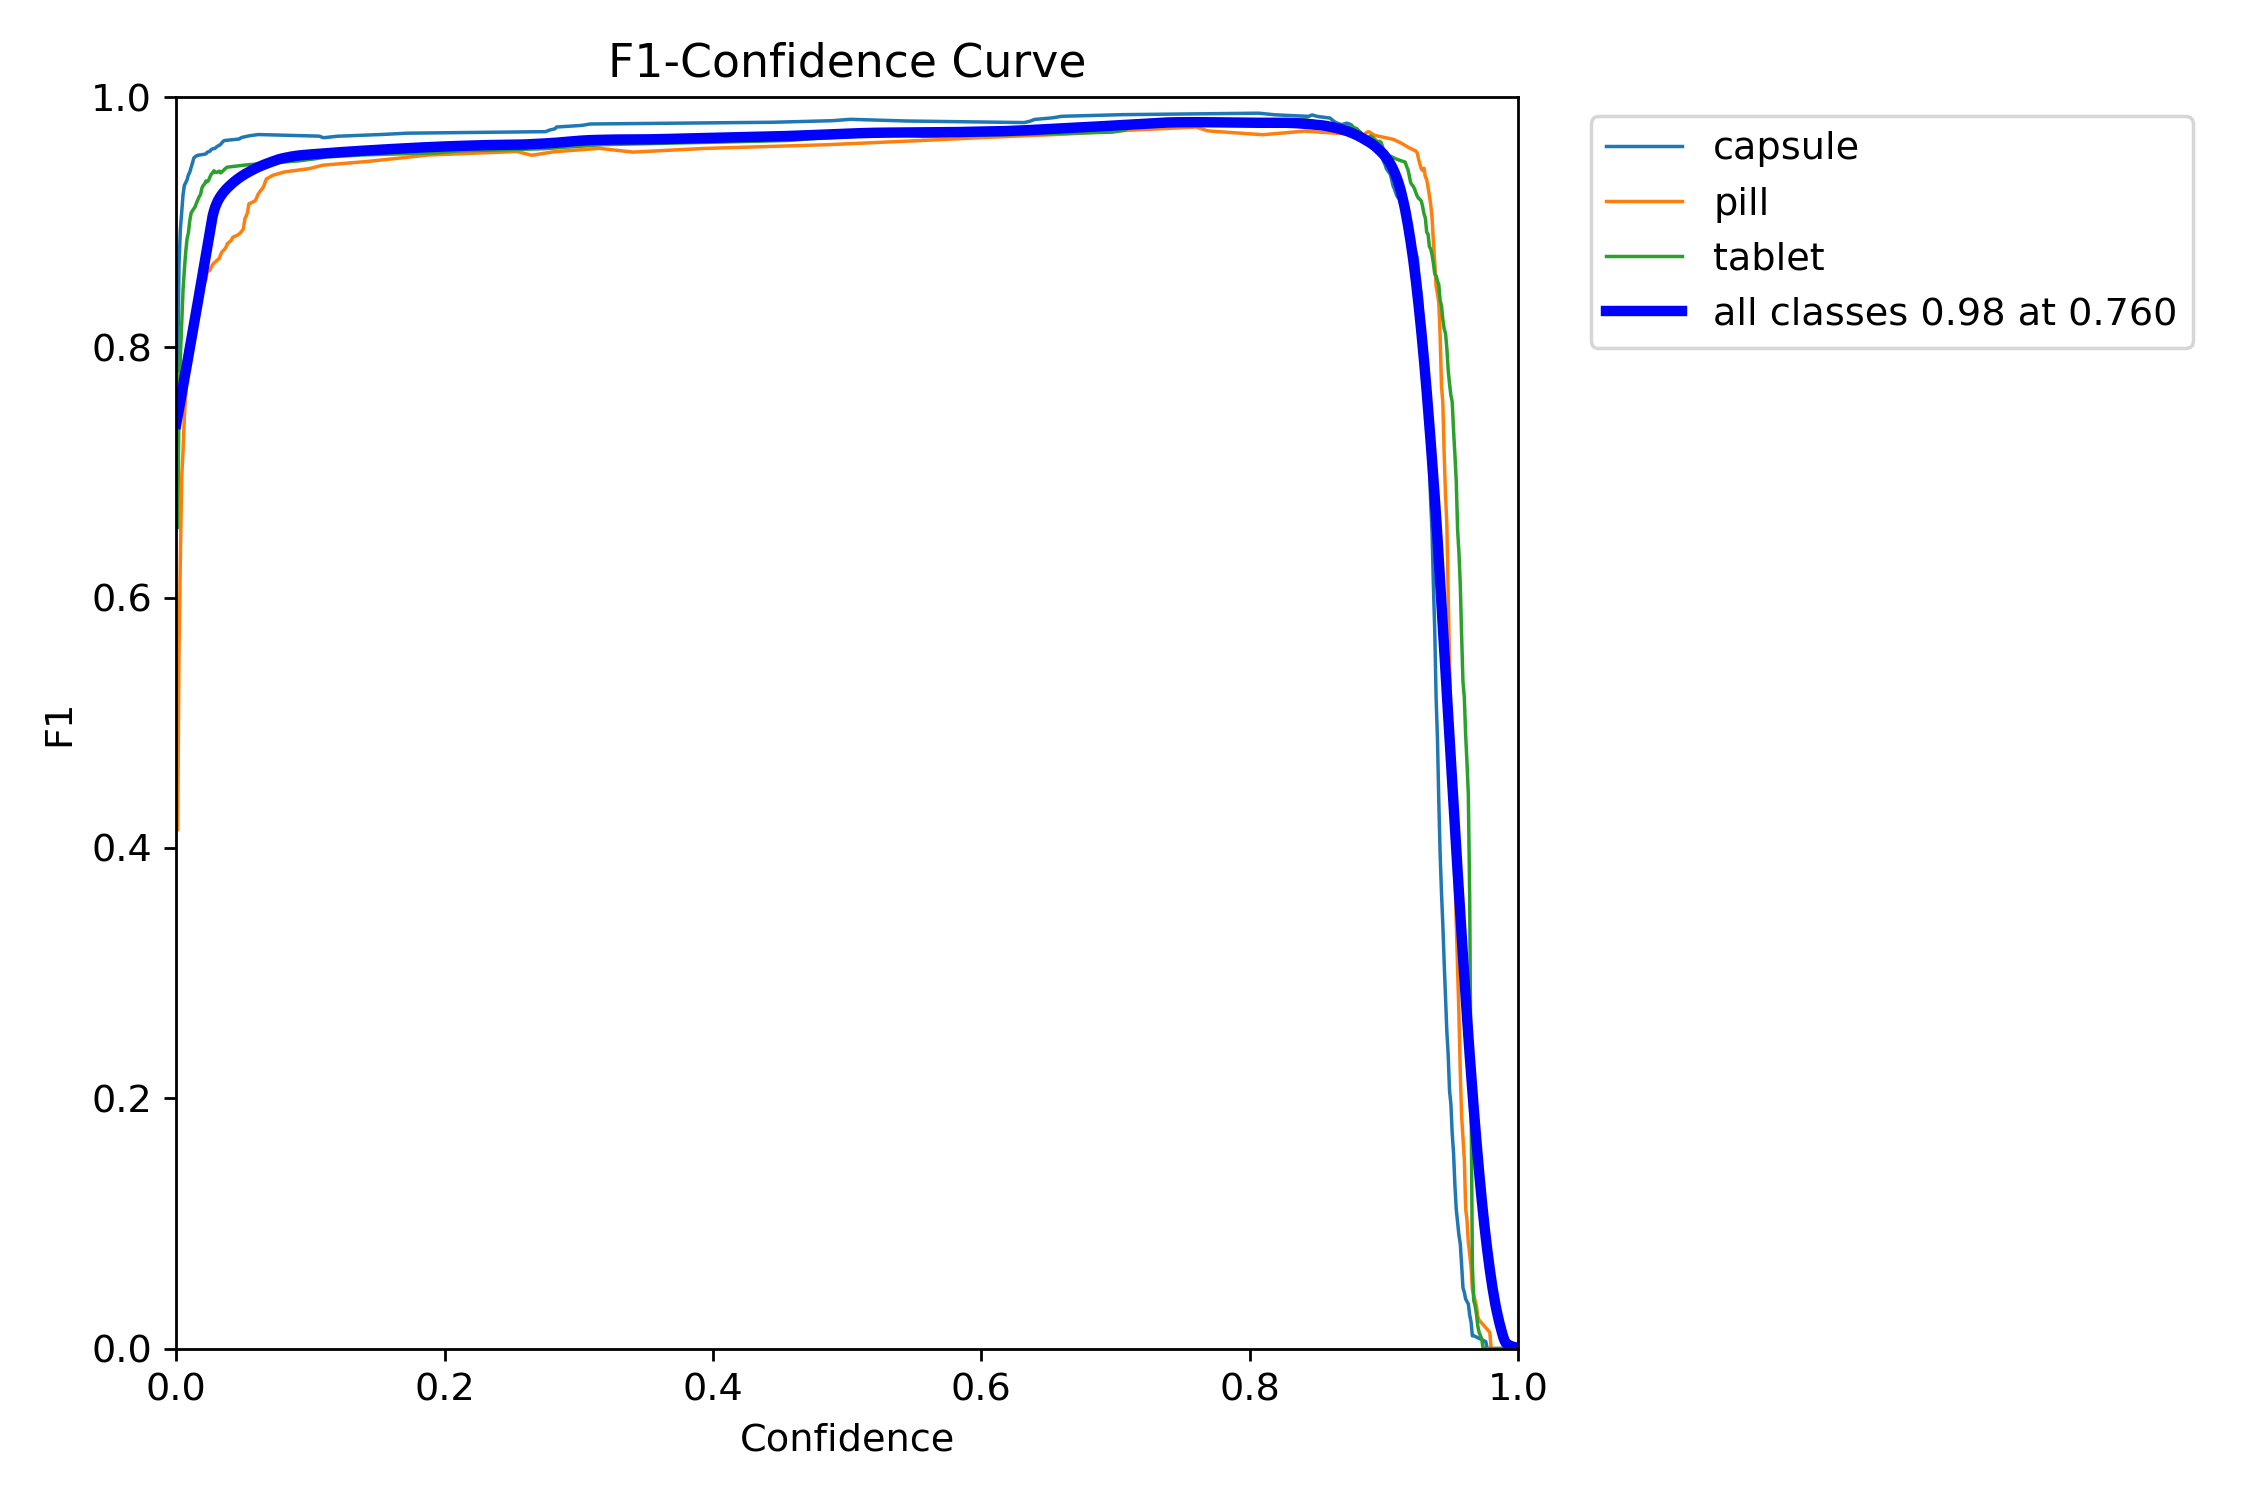 F1-Confidence Curve
1.0
0.8
0.6
0.4
0.2
0.0
F1
0.0 0.2 0.4 0.6 0.8 1.0
Confidence
capsule
pill
tablet
all classes 0.98 at 0.760